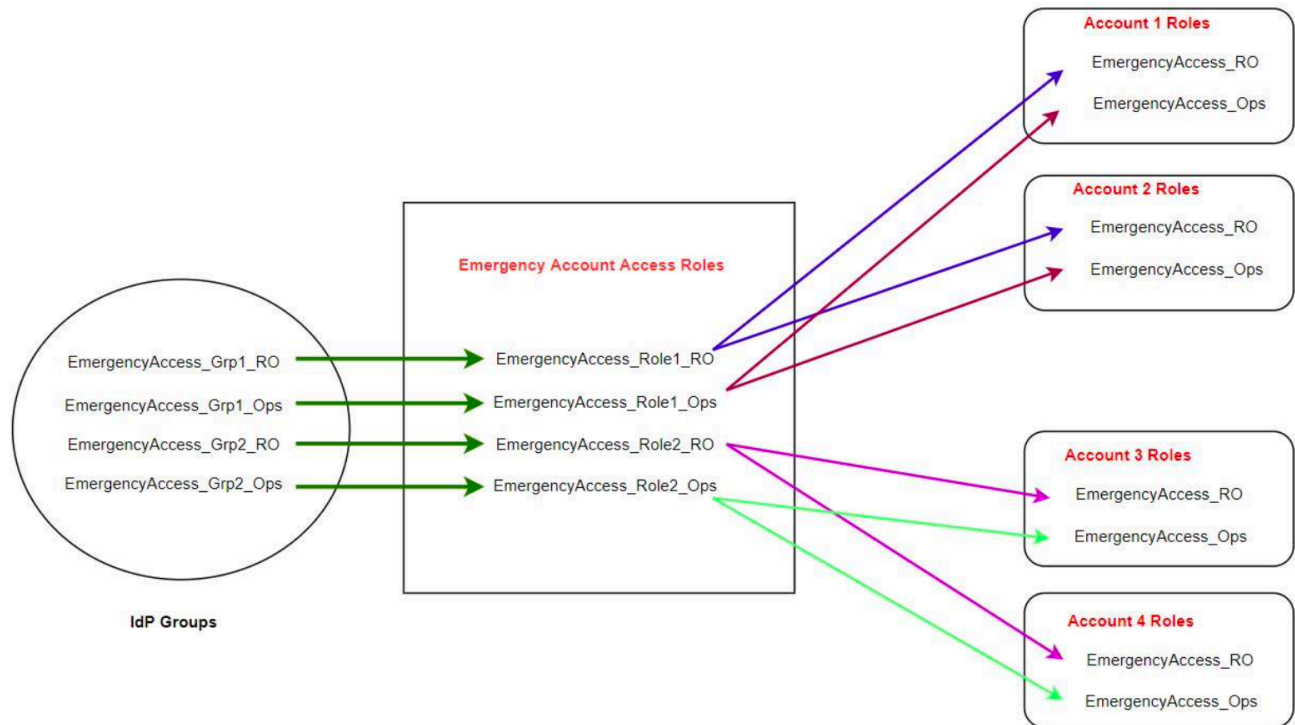 EmergencyAccess_Grp1_RO
EmergencyAccess_Grp1_Ops
EmergencyAccess_Grp2_RO
EmergencyAccess_Grp2_Ops
IdP Groups
Emergency Account Access Roles
EmergencyAccess_Role1_RO
EmergencyAccess_Role1_Ops
EmergencyAccess_Role2_RO
EmergencyAccess_Role2_Ops
Account 1 Roles
EmergencyAccess_RO
EmergencyAccess_Ops
Account 2 Roles
EmergencyAccess_RO
EmergencyAccess_Ops
Account 3 Roles
EmergencyAccess_RO
EmergencyAccess_Ops
Account 4 Roles
EmergencyAccess_RO
EmergencyAccess_Ops